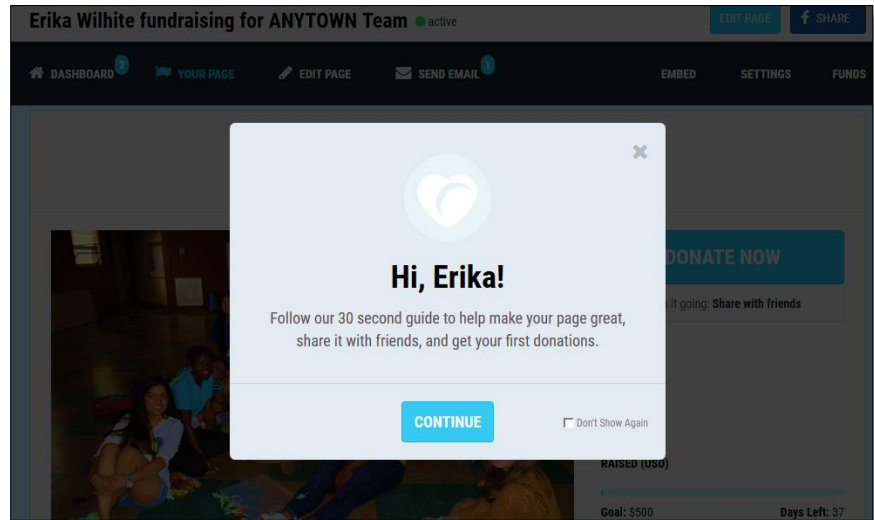 Erika Wilhite fundraising for ANYTOWN Team active
EDIT PAGE
f SHARE
DASHBOARD 2
YOUR PAGE
EDIT PAGE
SEND EMAIL 1
EMBED
SETTINGS
FUNDS
Hi, Erika!
Follow our 30 second guide to help make your page great,
share it with friends, and get your first donations.
CONTINUE
Don't Show Again
DONATE NOW
it going: Share with friends
RAISED (USD)
Goal: $500
Days Left: 37